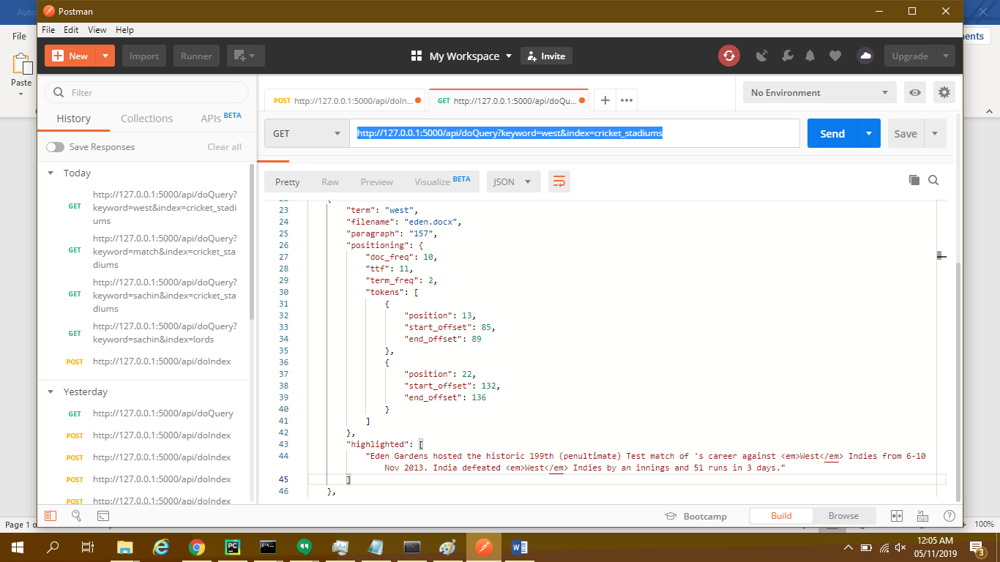 Auto
Postman
File
File Edit View Help
ents
Paste
New
Import
Runner
My Workspace
Invite
Upgrade
Filter
History
Collections
APIs BETA
Save Responses
Clear all
Today
GET http://127.0.0.1:5000/api/doQuery?
keyword=west&index=cricket_stadi
ums
GET http://127.0.0.1:5000/api/doQuery?
keyword=match&index=cricket_sta
diums
GET http://127.0.0.1:5000/api/doQuery?
keyword=sachin&index=cricket_sta
diums
GET http://127.0.0.1:5000/api/doQuery?
keyword=sachin&index=lords
POST http://127.0.0.1:5000/api/doIndex
Yesterday
GET http://127.0.0.1:5000/api/doQuery
POST http://127.0.0.1:5000/api/doIndex
POST http://127.0.0.1:5000/api/doIndex
POST http://127.0.0.1:5000/api/doIndex
POST http://127.0.0.1:5000/api/doIndex
POST http://127.0.0.1:5000/api/doIn...
GET http://127.0.0.1:5000/api/doQu...
No Environment
GET
http://127.0.0.1:5000/api/doQuery?keyword=west&index=cricket_stadiums
Send
Save
Pretty
Raw
Preview
Visualize BETA
JSON
22 {
23 "term": "west",
24 "filename": "eden.docx",
25 "paragraph": "157",
26 "positioning": {
27 "doc_freq": 10,
28 "ttf": 11,
29 "term_freq": 2,
30 "tokens": [
31 {
32 "position": 13,
33 "start_offset": 85,
34 "end_offset": 89
35 },
36 {
37 "position": 22,
38 "start_offset": 132,
39 "end_offset": 136
40 }
41 ]
42 },
43 "highlighted": [
44 "Eden Gardens hosted the historic 199th (penultimate) Test match of 's career against <em>West</em> Indies from 6-10
Nov 2013. India defeated <em>West</em> Indies by an innings and 51 runs in 3 days."
45 ]
46 },
Bootcamp
Build
Browse
Page 1 o
100%
12:05 AM
05/11/2019
3